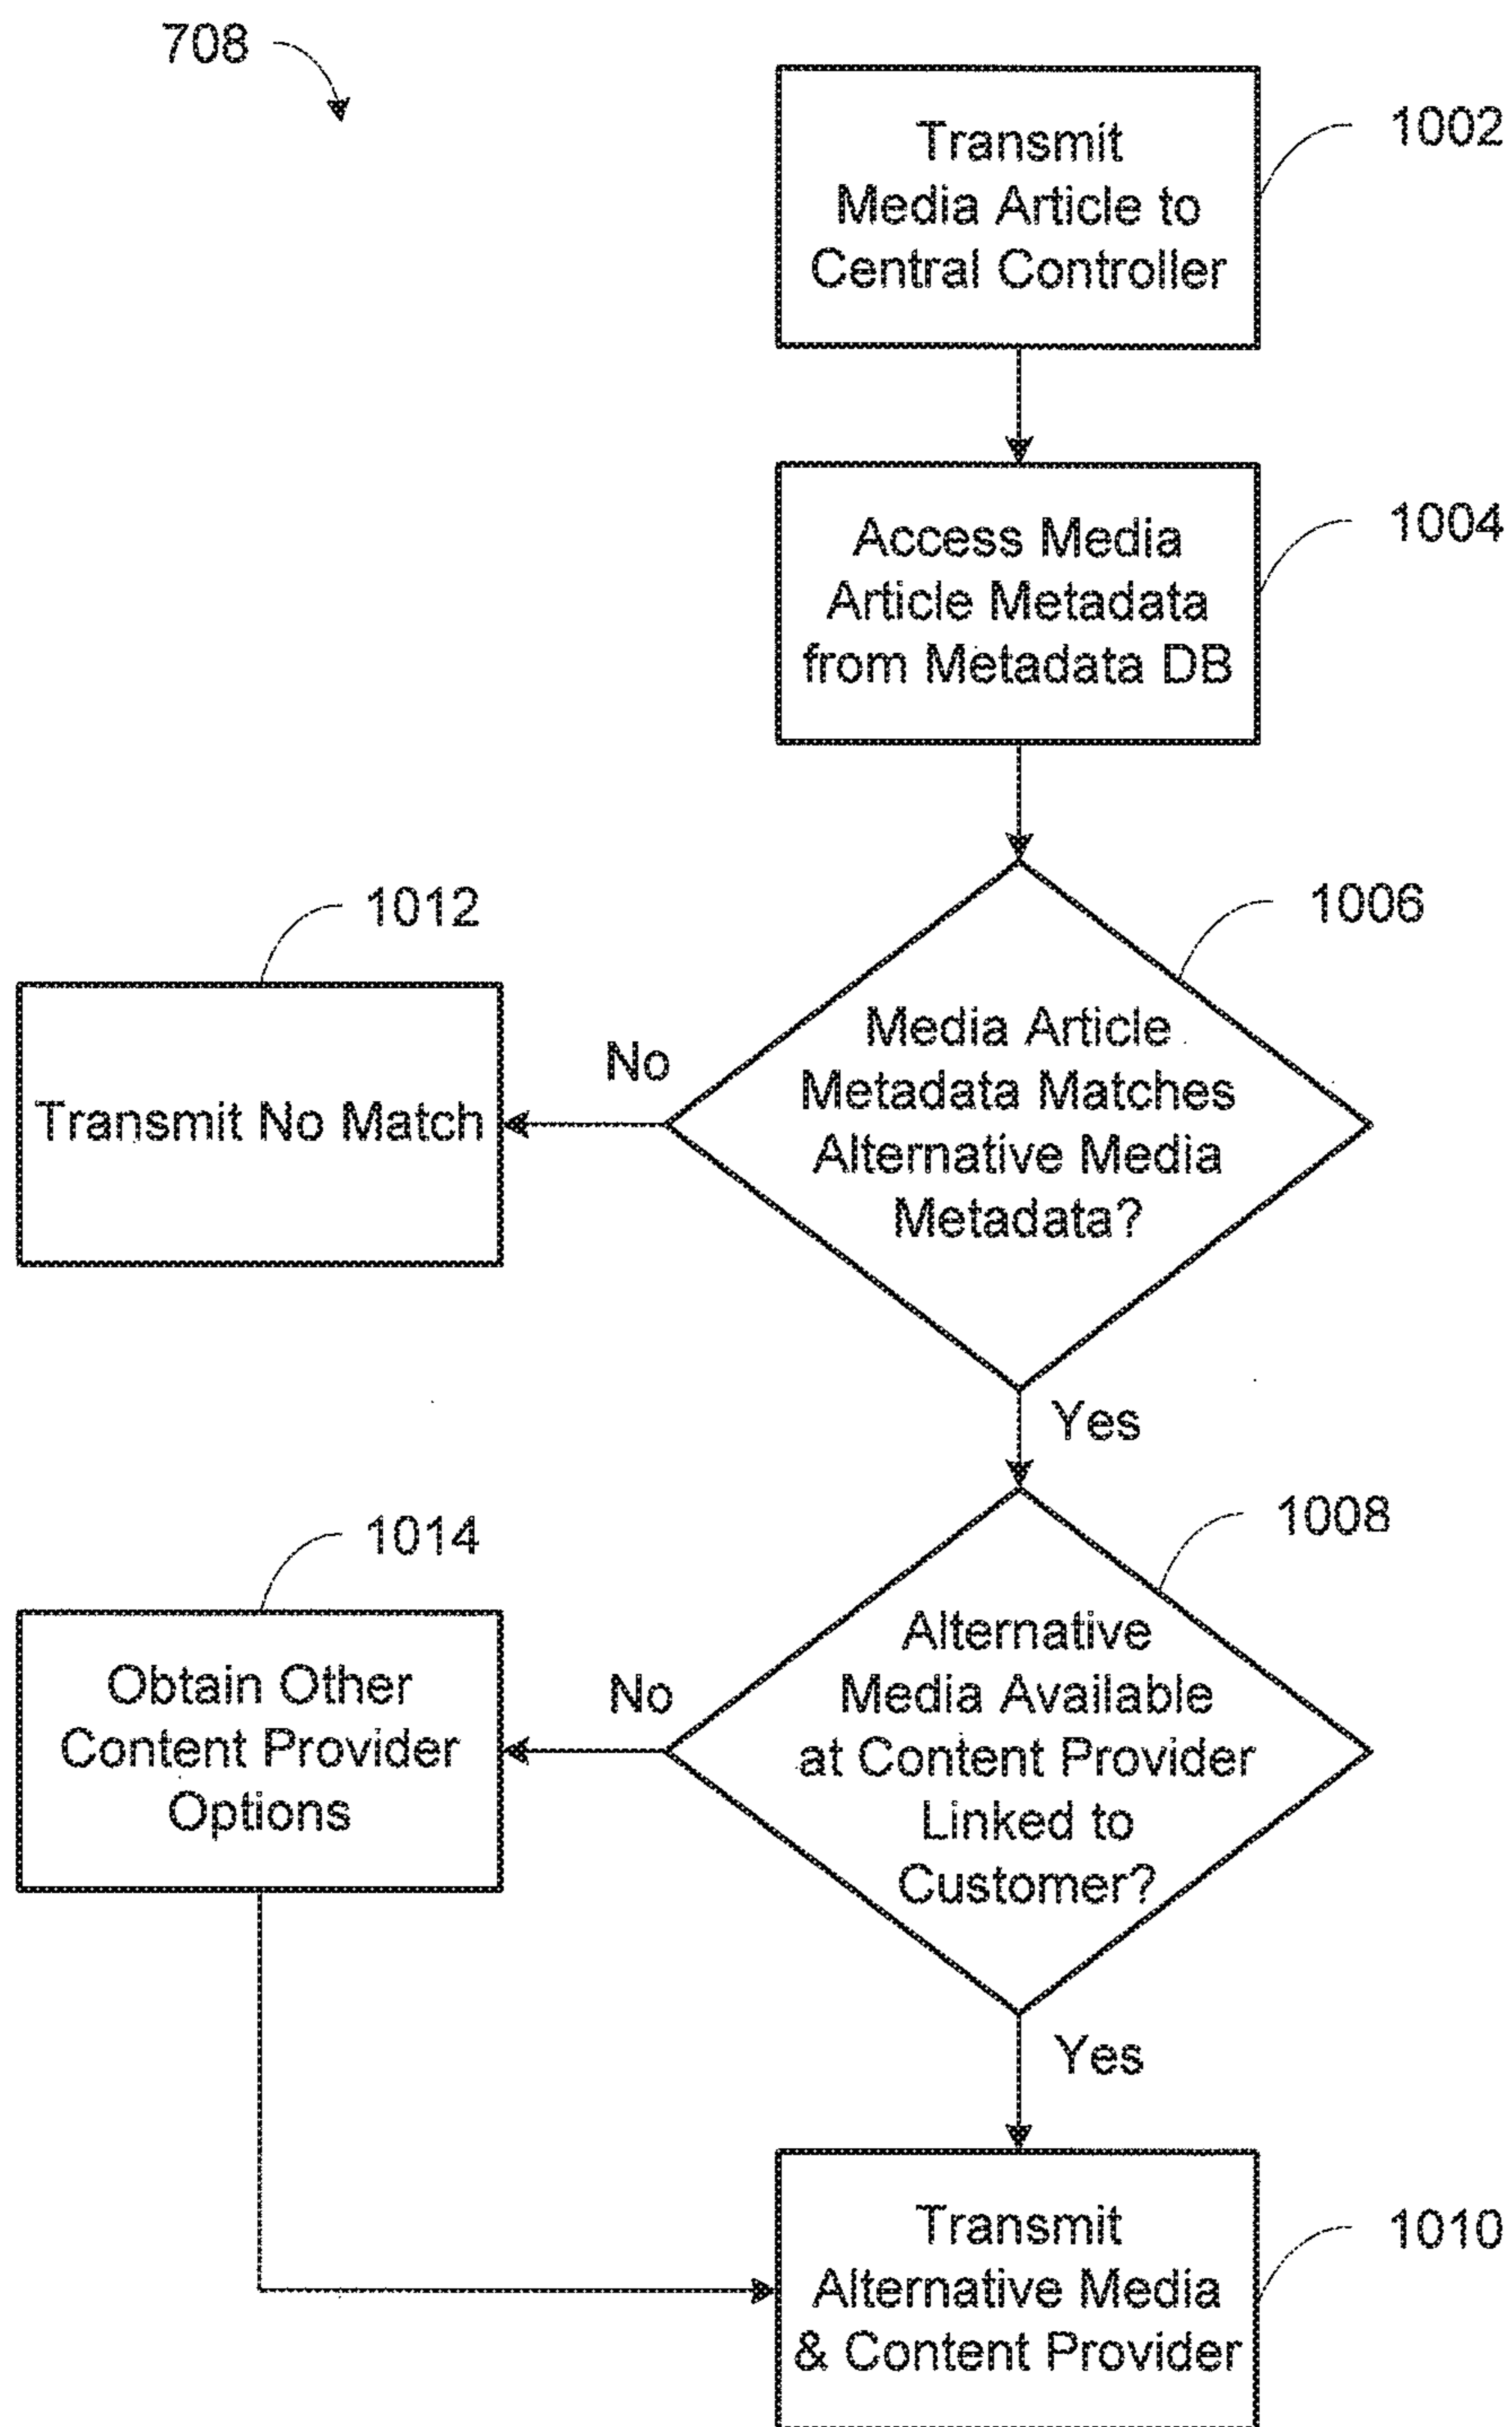 708
Transmit
Media Article to
Central Controller
1002
Access Media
Article Metadata
from Metadata DB
1004
1012
1006
Transmit No Match
No
Media Article
Metadata Matches
Alternative Media
Metadata?
Yes
1014
1008
Obtain Other
Content Provider
Options
No
Alternative
Media Available
at Content Provider
Linked to
Customer?
Yes
Transmit
Alternative Media
& Content Provider
1010